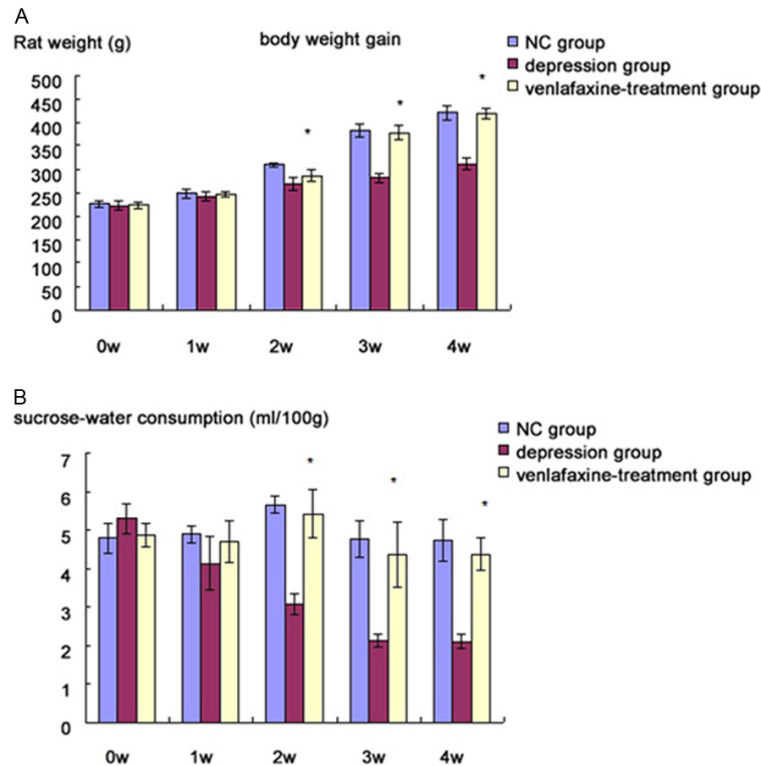 A
Rat weight (g)
body weight gain
NC group
depression group
venlafaxine-treatment group
500
450
400
350
300
250
200
150
100
50
0
*
*
*
0w 1w 2w 3w 4w
B
sucrose-water consumption (ml/100g)
NC group
depression group
venlafaxine-treatment group
7
6
5
4
3
2
1
0
*
*
*
0w 1w 2w 3w 4w